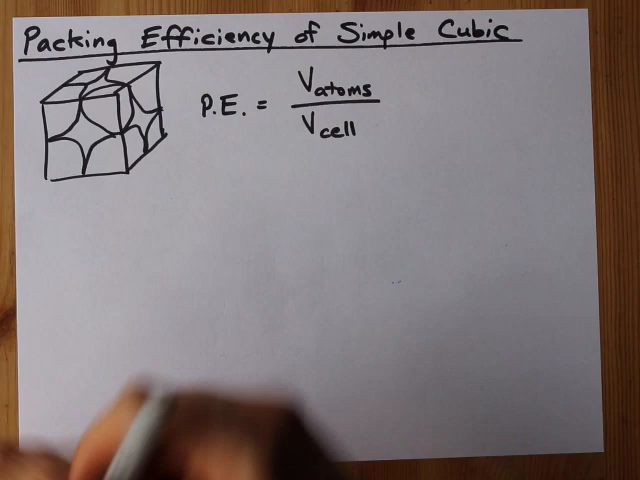 Packing Efficiency of Simple Cubic
P.E. = Vatoms
Vcell